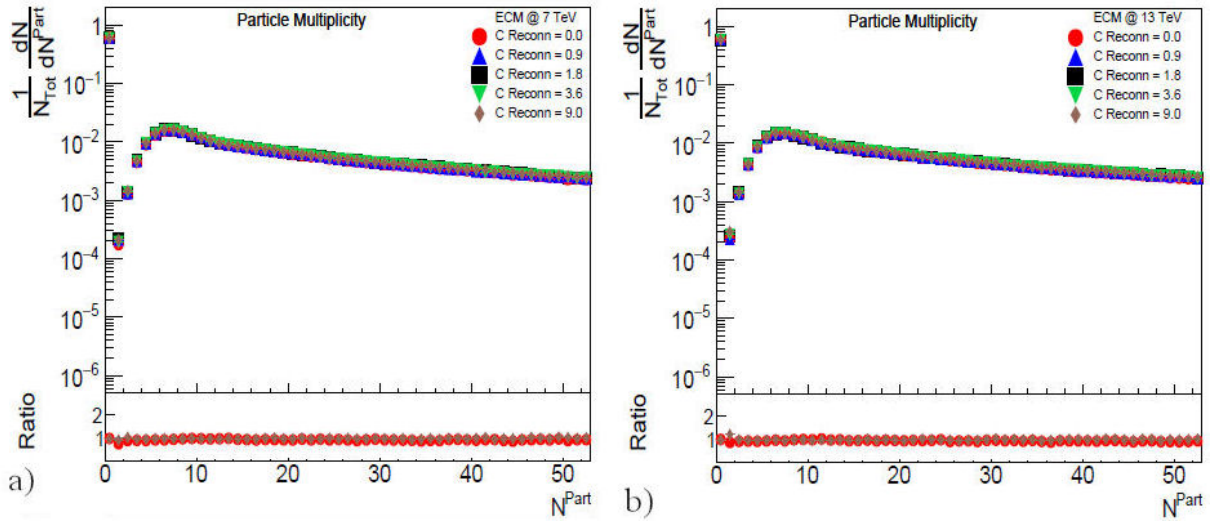 Particle Multiplicity
ECM @ 7 TeV
C Reconn = 0.0
C Reconn = 0.9
C Reconn = 1.8
C Reconn = 3.6
C Reconn = 9.0
1/N_Tot dN/dN^Part
1
10⁻¹
10⁻²
10⁻³
10⁻⁴
10⁻⁵
10⁻⁶
Ratio
2
1
0 10 20 30 40 50
N^Part
a)
Particle Multiplicity
ECM @ 13 TeV
C Reconn = 0.0
C Reconn = 0.9
C Reconn = 1.8
C Reconn = 3.6
C Reconn = 9.0
1/N_Tot dN/dN^Part
1
10⁻¹
10⁻²
10⁻³
10⁻⁴
10⁻⁵
10⁻⁶
Ratio
2
1
0 10 20 30 40 50
N^Part
b)